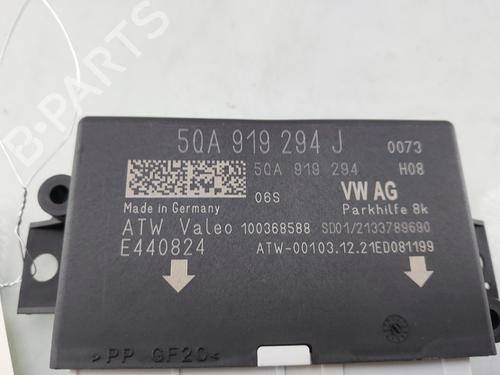 B-PARTS
5QA 919 294 J 0073
5QA 919 294 H08
06S VW AG
Made in Germany Parkhilfe 8k
ATW Valeo 100368588 SD01/2133789680
E440824 ATW-00103.12.21ED081199
>PP GF20<